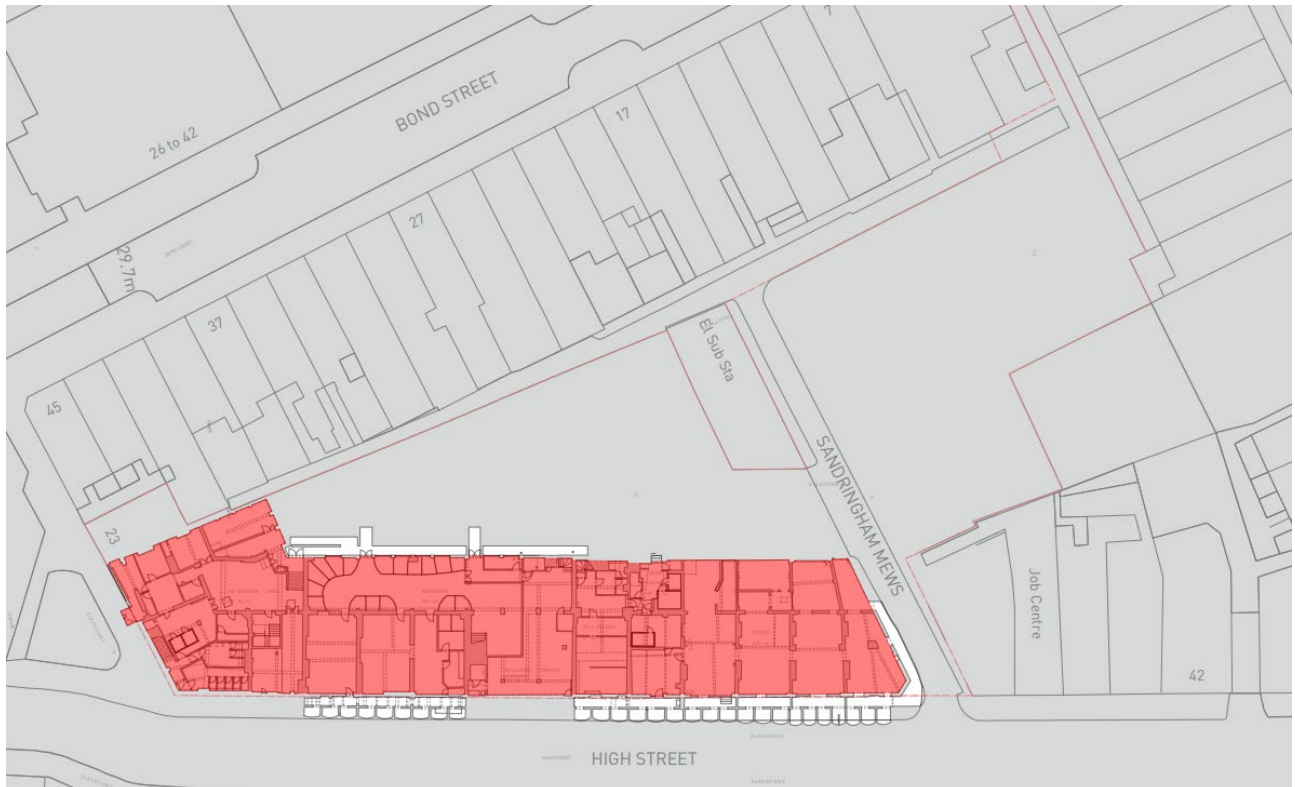 7
BOND STREET
26 to 42
17
27
29.7m
37
El Sub Sta
45
SANDRINGHAM MEWS
23
Job Centre
42
HIGH STREET